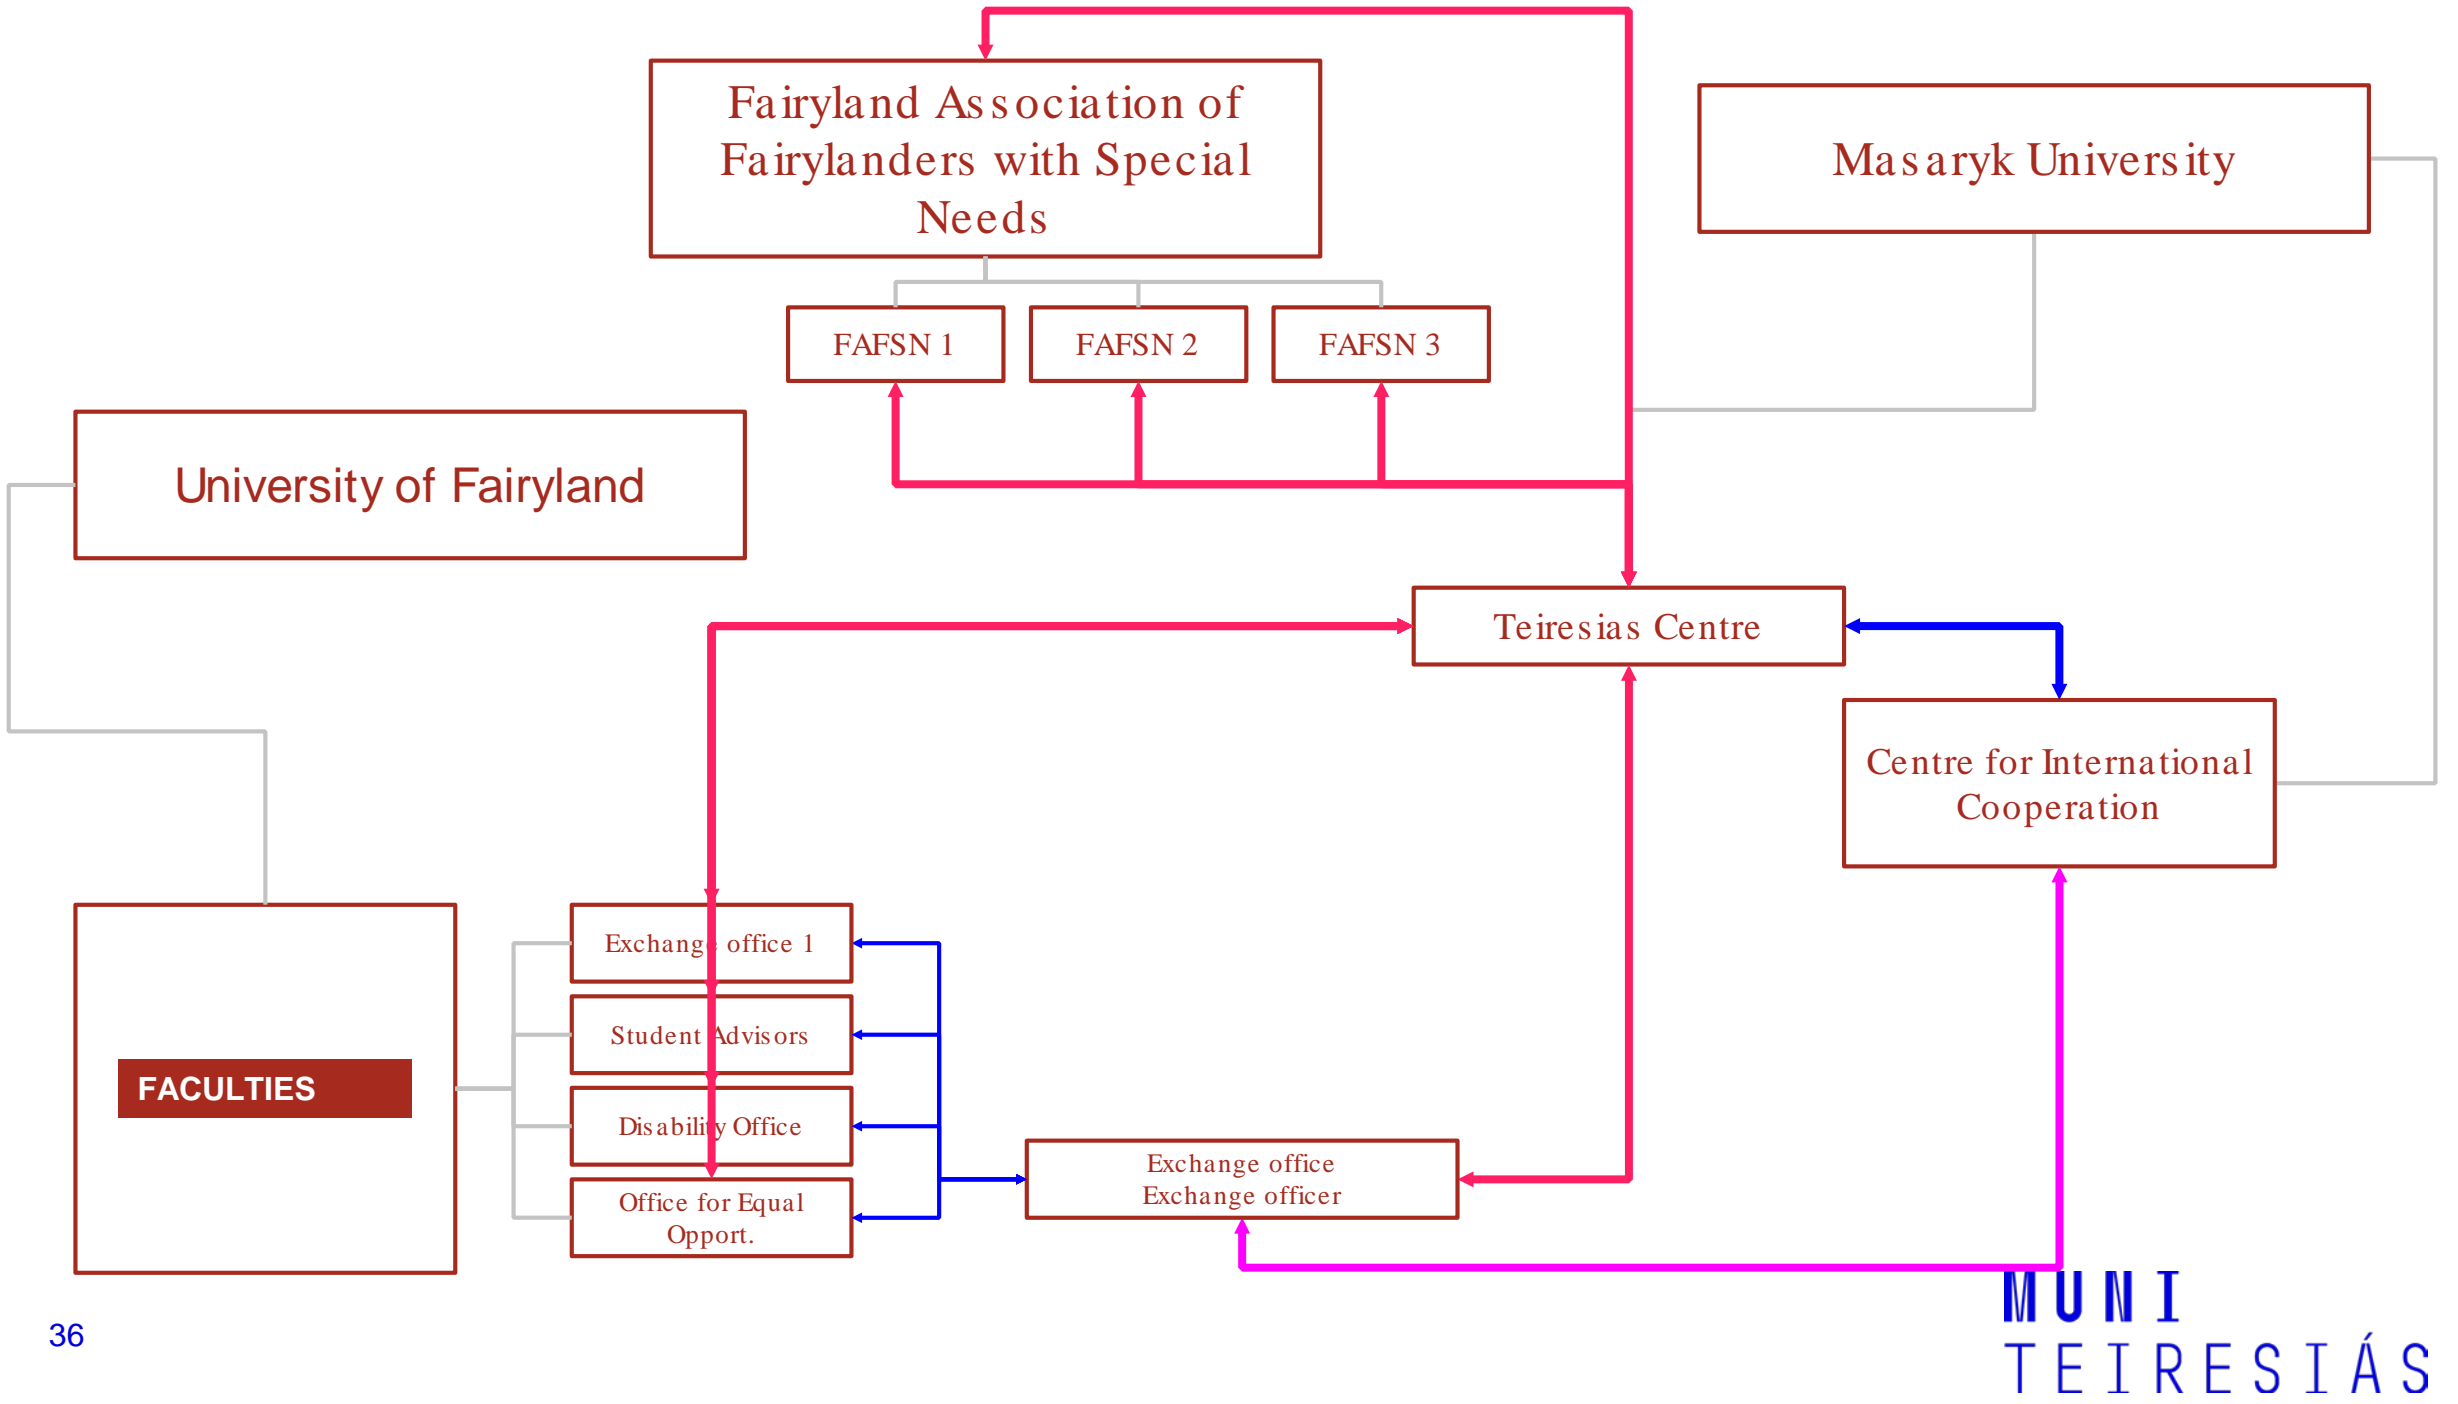 Fairyland Association of
Fairylanders with Special
Needs
Masaryk University
FAFSN 1
FAFSN 2
FAFSN 3
University of Fairyland
Teiresias Centre
Centre for International
Cooperation
Exchange office 1
Student Advisors
FACULTIES
Disability Office
Exchange office
Exchange officer
Office for Equal
Opport.
36
MUNI
TEIRESIÁS